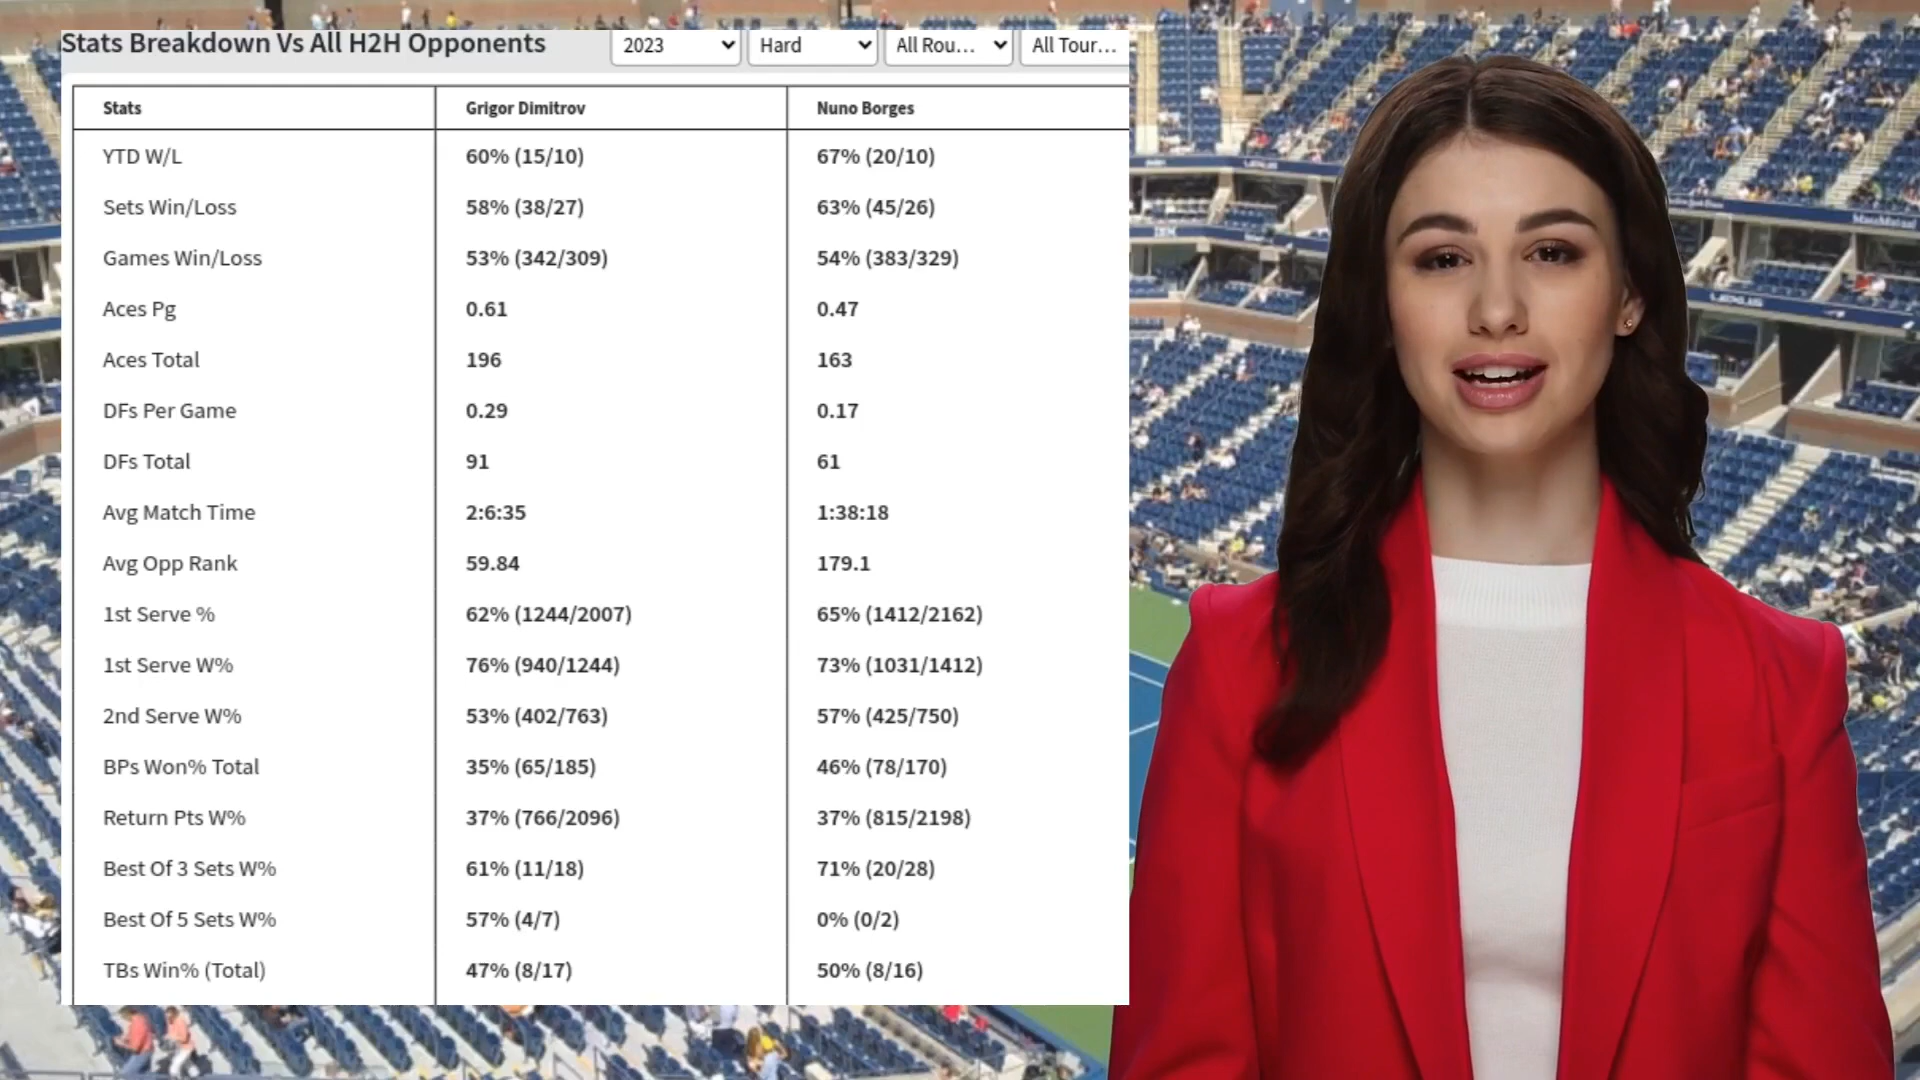 Stats Breakdown Vs All H2H Opponents 2023 Hard All Rou... All Tour...
Stats Grigor Dimitrov Nuno Borges
YTD W/L 60% (15/10) 67% (20/10)
Sets Win/Loss 58% (38/27) 63% (45/26)
Games Win/Loss 53% (342/309) 54% (383/329)
Aces Pg 0.61 0.47
Aces Total 196 163
DFs Per Game 0.29 0.17
DFs Total 91 61
Avg Match Time 2:6:35 1:38:18
Avg Opp Rank 59.84 179.1
1st Serve % 62% (1244/2007) 65% (1412/2162)
1st Serve W% 76% (940/1244) 73% (1031/1412)
2nd Serve W% 53% (402/763) 57% (425/750)
BPs Won% Total 35% (65/185) 46% (78/170)
Return Pts W% 37% (766/2096) 37% (815/2198)
Best Of 3 Sets W% 61% (11/18) 71% (20/28)
Best Of 5 Sets W% 57% (4/7) 0% (0/2)
TBs Win% (Total) 47% (8/17) 50% (8/16)
IBM
LEXUS
MassMutual
LEXUS